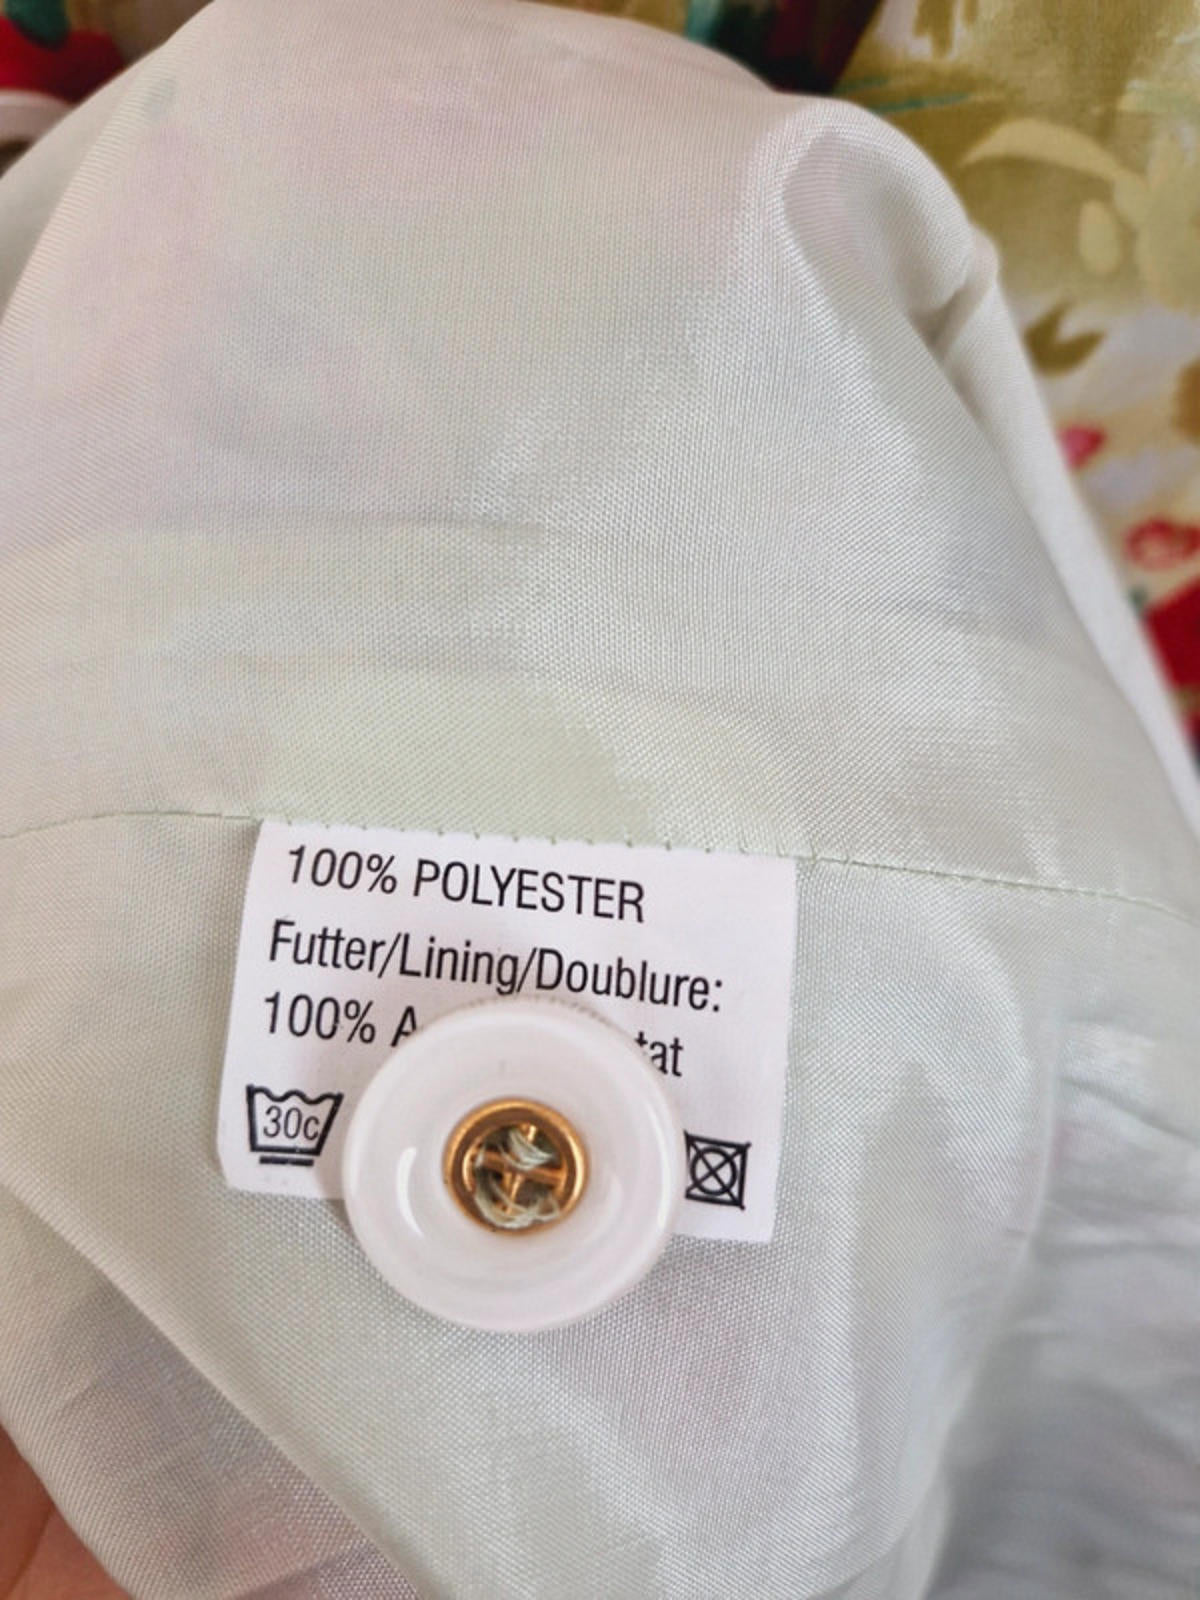 100% POLYESTER
Futter/Lining/Doublure:
100%
30c